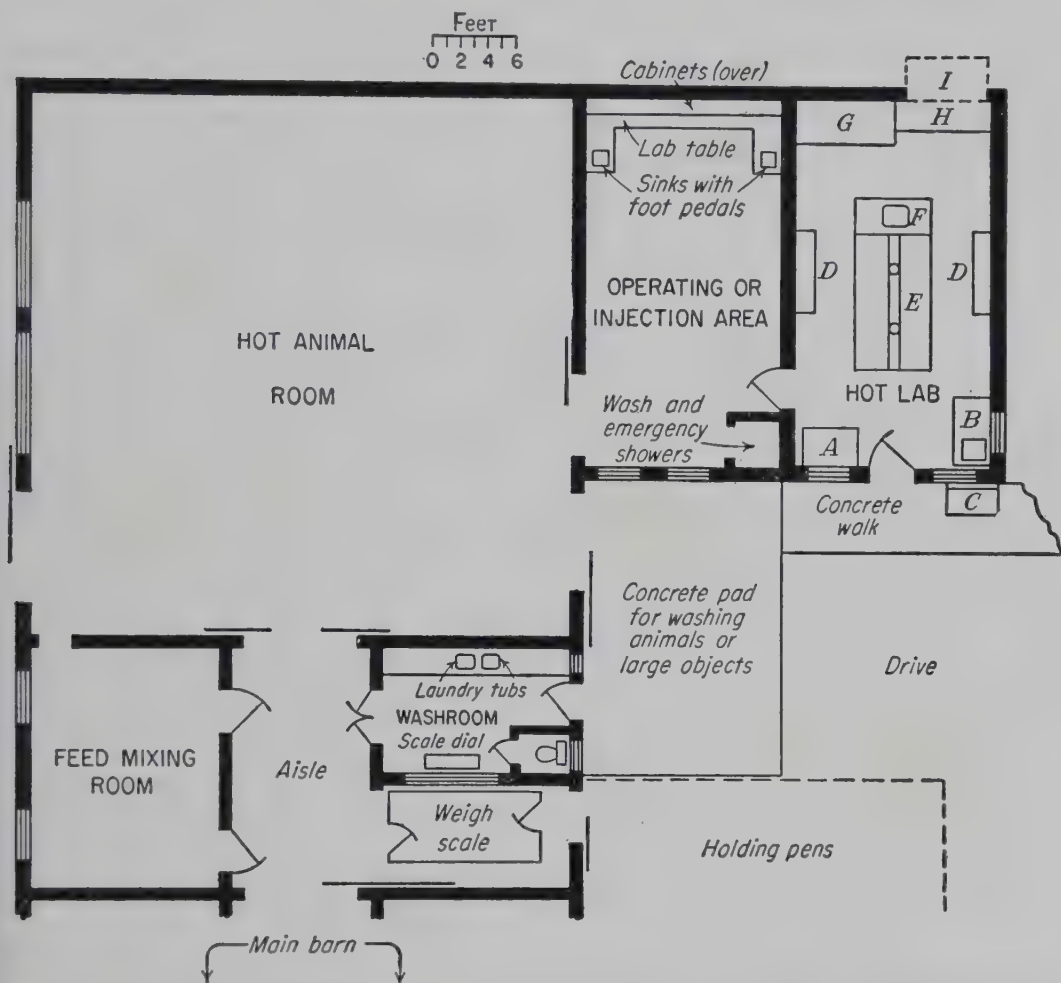 Feet
0 2 4 6
Cabinets (over)
I
G
H
Lab table
Sinks with
foot pedals
F
D
D
E
OPERATING OR
INJECTION AREA
HOT ANIMAL
ROOM
HOT LAB
Wash and
emergency
showers
A
B
C
Concrete
walk
Concrete pad
for washing
animals or
large objects
Drive
Laundry tubs
WASHROOM
Scale dial
FEED MIXING
ROOM
Aisle
Weigh
scale
Holding pens
Main barn